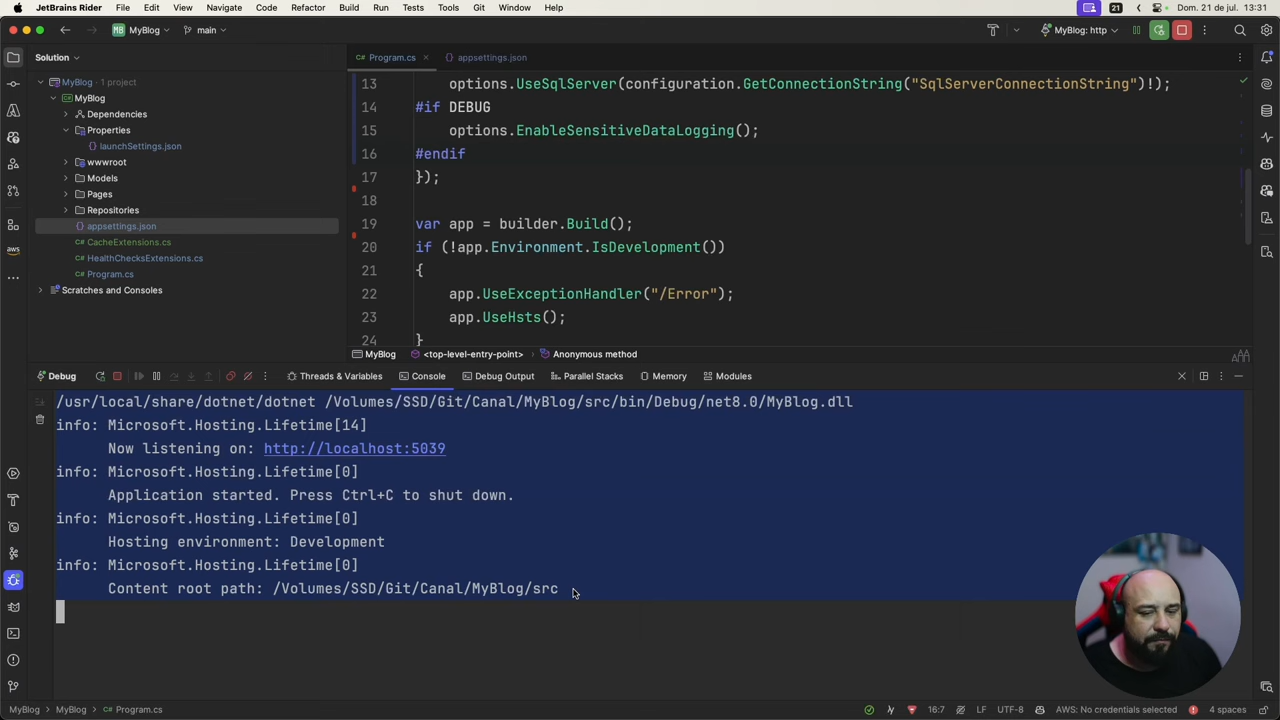 JetBrains Rider File Edit View Navigate Code Refactor Build Run Tests Tools Git Window Help 21 Dom. 21 de jul. 13:31
MB MyBlog main MyBlog: http
Solution
MyBlog 1 project
MyBlog
Dependencies
Properties
launchSettings.json
wwwroot
Models
Pages
Repositories
appsettings.json
CacheExtensions.cs
HealthChecksExtensions.cs
Program.cs
Scratches and Consoles
Program.cs appsettings.json
13 options.UseSqlServer(configuration.GetConnectionString("SqlServerConnectionString")!);
14 #if DEBUG
15 options.EnableSensitiveDataLogging();
16 #endif
17 });
18
19 var app = builder.Build();
20 if (!app.Environment.IsDevelopment())
21 {
22 app.UseExceptionHandler("/Error");
23 app.UseHsts();
24 }
MyBlog <top-level-entry-point> Anonymous method
Debug Threads & Variables Console Debug Output Parallel Stacks Memory Modules
/usr/local/share/dotnet/dotnet /Volumes/SSD/Git/Canal/MyBlog/src/bin/Debug/net8.0/MyBlog.dll
info: Microsoft.Hosting.Lifetime[14]
Now listening on: http://localhost:5039
info: Microsoft.Hosting.Lifetime[0]
Application started. Press Ctrl+C to shut down.
info: Microsoft.Hosting.Lifetime[0]
Hosting environment: Development
info: Microsoft.Hosting.Lifetime[0]
Content root path: /Volumes/SSD/Git/Canal/MyBlog/src
MyBlog MyBlog Program.cs 16:7 LF UTF-8 AWS: No credentials selected 4 spaces